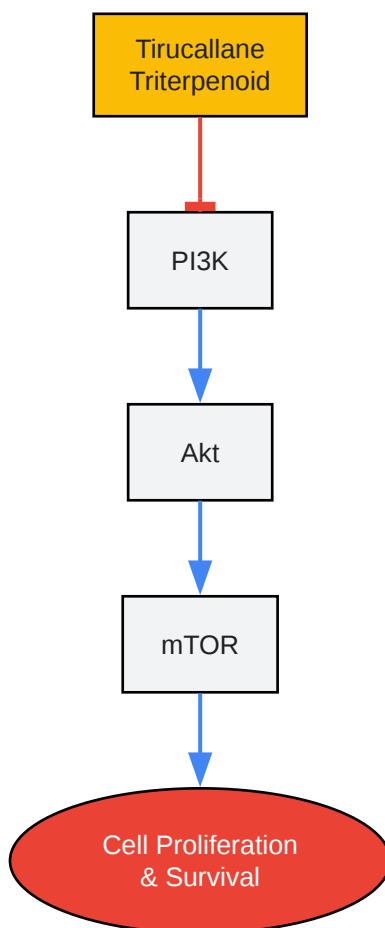 Tirucallane
Triterpenoid
PI3K
Akt
mTOR
Cell Proliferation
& Survival